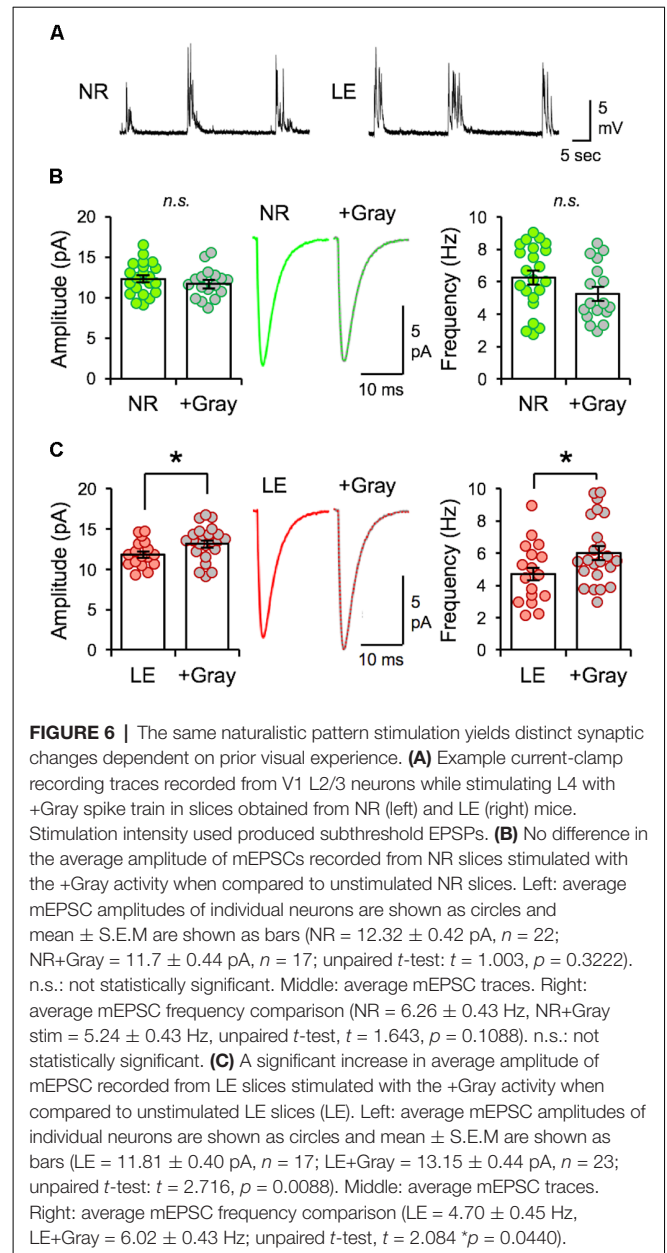 A
NR
LE
5
mV
5 sec
B
n.s.
NR
+Gray
n.s.
Amplitude (pA)
20
15
10
5
0
NR
+Gray
5
pA
10 ms
Frequency (Hz)
10
8
6
4
2
0
NR
+Gray
C
*
LE
+Gray
*
Amplitude (pA)
20
15
10
5
0
LE
+Gray
5
pA
10 ms
Frequency (Hz)
10
8
6
4
2
0
LE
+Gray
FIGURE 6 | The same naturalistic pattern stimulation yields distinct synaptic
changes dependent on prior visual experience. (A) Example current-clamp
recording traces recorded from V1 L2/3 neurons while stimulating L4 with
+Gray spike train in slices obtained from NR (left) and LE (right) mice.
Stimulation intensity used produced subthreshold EPSPs. (B) No difference in
the average amplitude of mEPSCs recorded from NR slices stimulated with
the +Gray activity when compared to unstimulated NR slices. Left: average
mEPSC amplitudes of individual neurons are shown as circles and
mean ± S.E.M are shown as bars (NR = 12.32 ± 0.42 pA, n = 22;
NR+Gray = 11.7 ± 0.44 pA, n = 17; unpaired t-test: t = 1.003, p = 0.3222).
n.s.: not statistically significant. Middle: average mEPSC traces. Right:
average mEPSC frequency comparison (NR = 6.26 ± 0.43 Hz, NR+Gray
stim = 5.24 ± 0.43 Hz, unpaired t-test, t = 1.643, p = 0.1088). n.s.: not
statistically significant. (C) A significant increase in average amplitude of
mEPSC recorded from LE slices stimulated with the +Gray activity when
compared to unstimulated LE slices (LE). Left: average mEPSC amplitudes of
individual neurons are shown as circles and mean ± S.E.M are shown as
bars (LE = 11.81 ± 0.40 pA, n = 17; LE+Gray = 13.15 ± 0.44 pA, n = 23;
unpaired t-test: t = 2.716, p = 0.0088). Middle: average mEPSC traces.
Right: average mEPSC frequency comparison (LE = 4.70 ± 0.45 Hz,
LE+Gray = 6.02 ± 0.43 Hz; unpaired t-test, t = 2.084 *p = 0.0440).